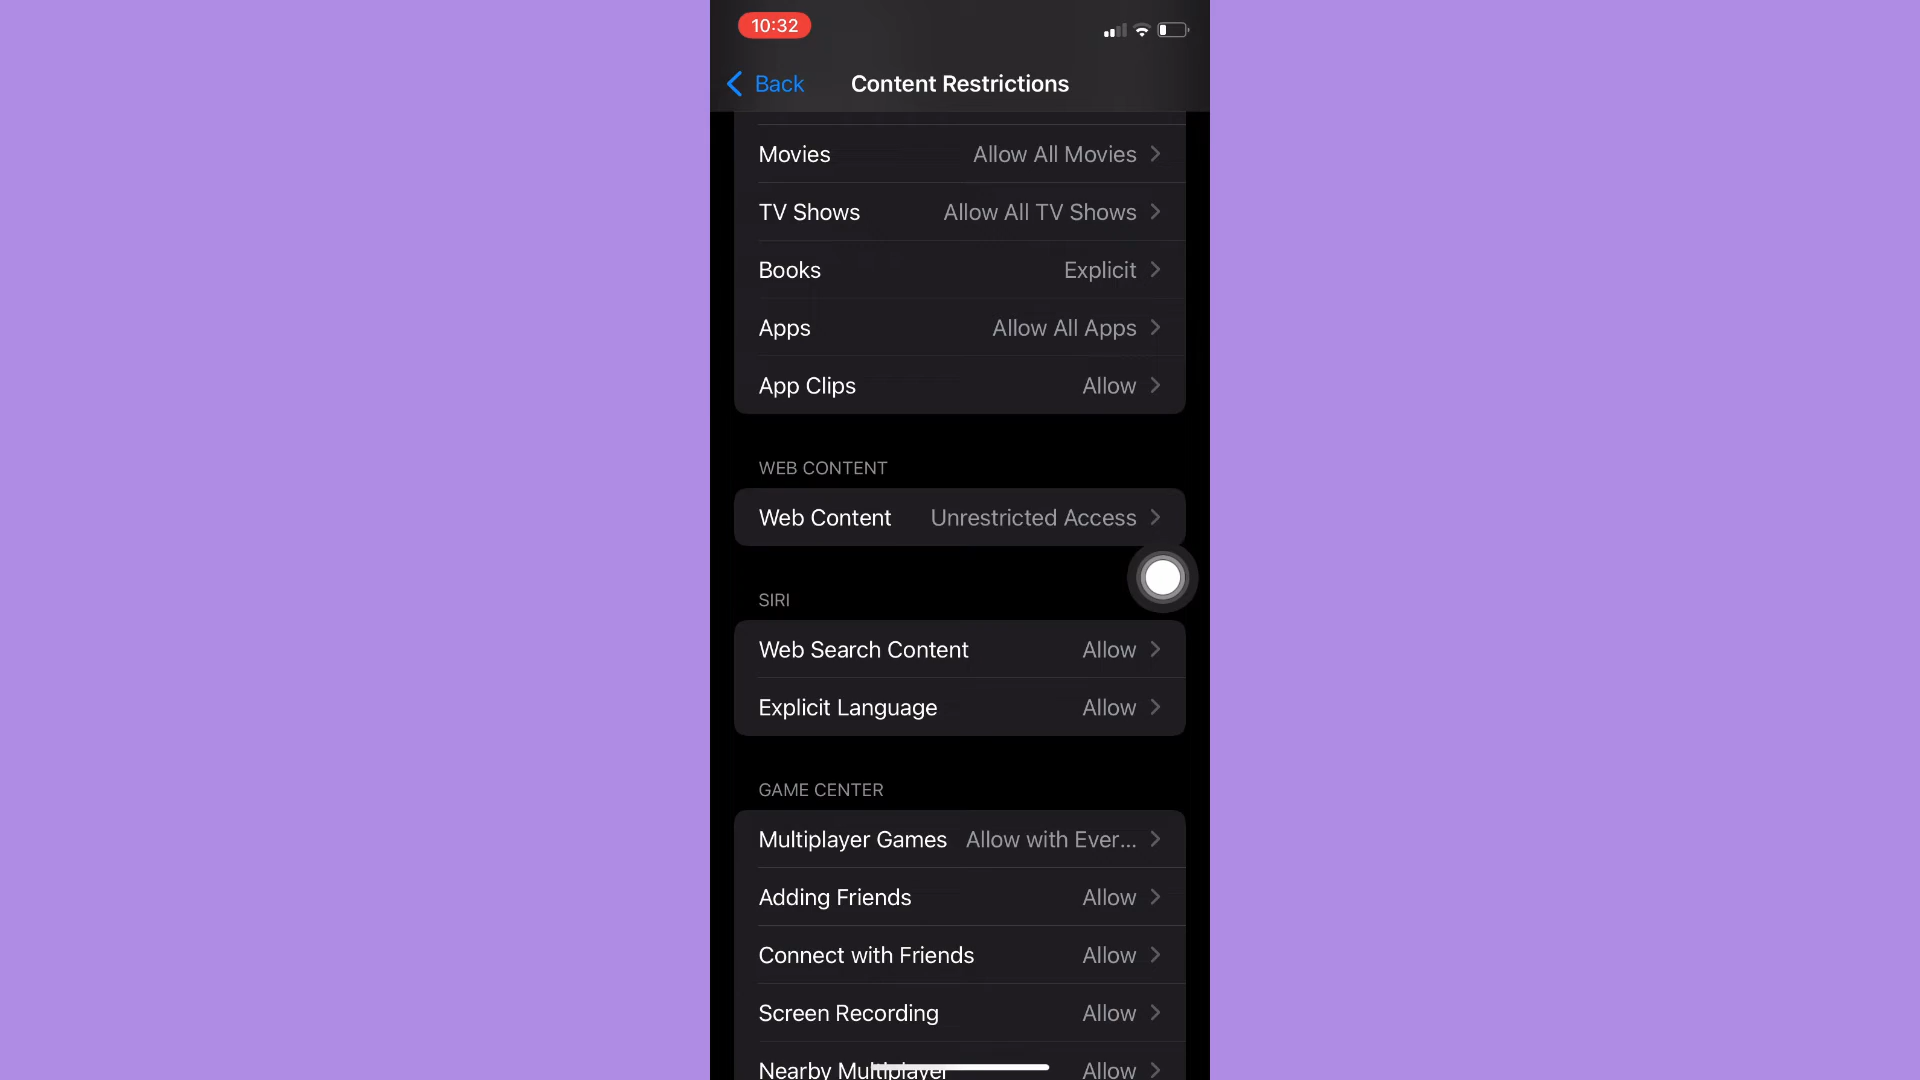 10:32
Back
Content Restrictions
Movies Allow All Movies
TV Shows Allow All TV Shows
Books Explicit
Apps Allow All Apps
App Clips Allow
WEB CONTENT
Web Content Unrestricted Access
SIRI
Web Search Content Allow
Explicit Language Allow
GAME CENTER
Multiplayer Games Allow with Ever...
Adding Friends Allow
Connect with Friends Allow
Screen Recording Allow
Nearby Multiplayer Allow